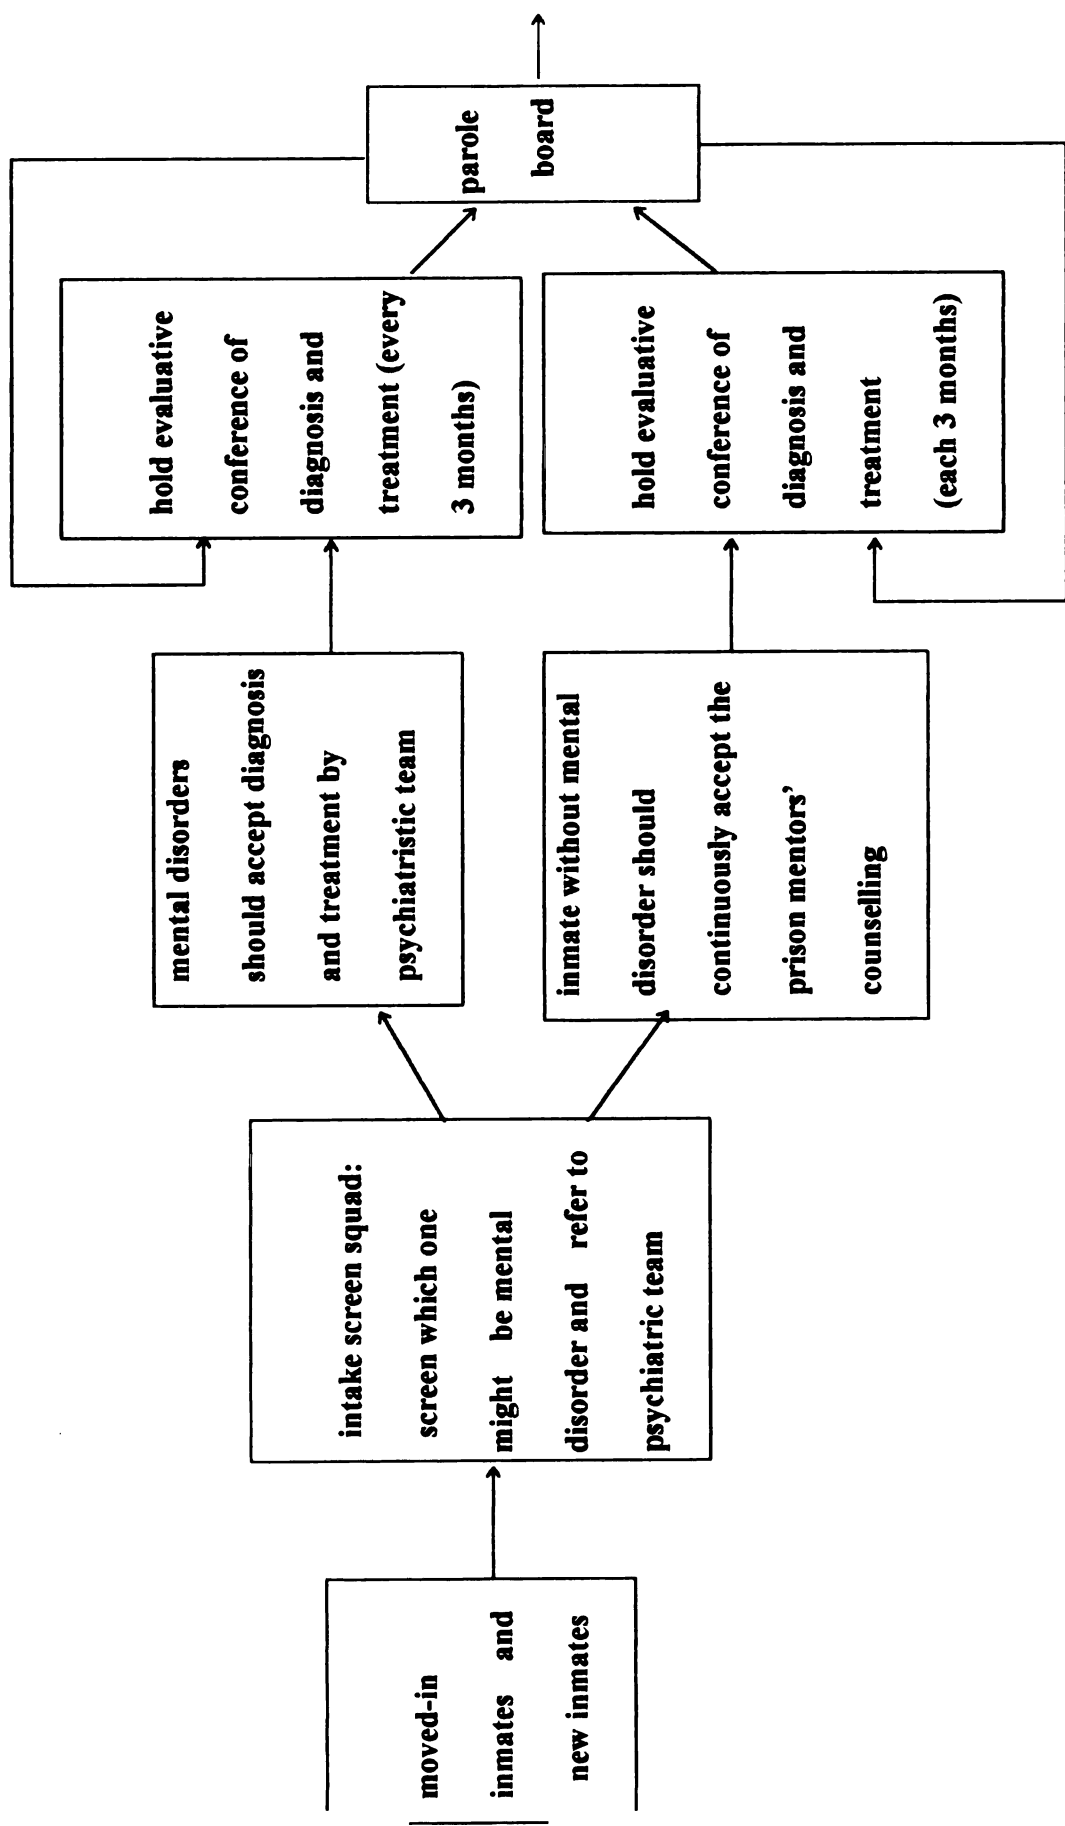 moved-in
inmates and
new inmates
intake screen squad:
screen which one
might be mental
disorder and refer to
psychiatric team
mental disorders
should accept diagnosis
and treatment by
psychiatristic team
inmate without mental
disorder should
continuously accept the
prison mentors'
counselling
hold evaluative
conference of
diagnosis and
treatment (every
3 months)
hold evaluative
conference of
diagnosis and
treatment
(each 3 months)
parole
board